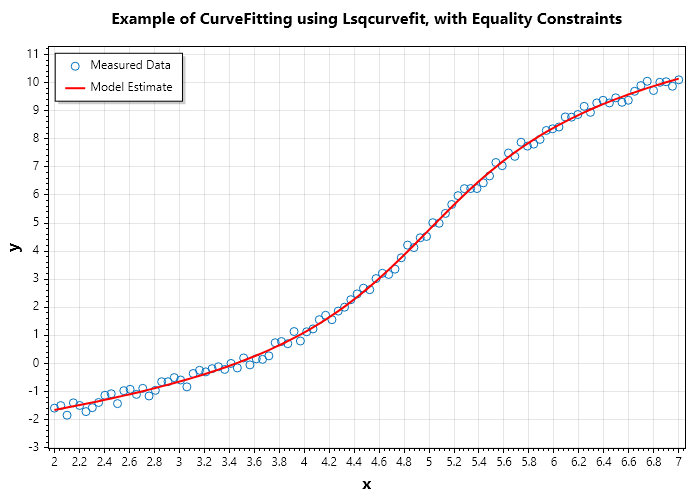 Example of CurveFitting using Lsqcurvefit, with Equality Constraints
Measured Data
Model Estimate
y
11
10
9
8
7
6
5
4
3
2
1
0
-1
-2
-3
2 2.2 2.4 2.6 2.8 3 3.2 3.4 3.6 3.8 4 4.2 4.4 4.6 4.8 5 5.2 5.4 5.6 5.8 6 6.2 6.4 6.6 6.8 7
x